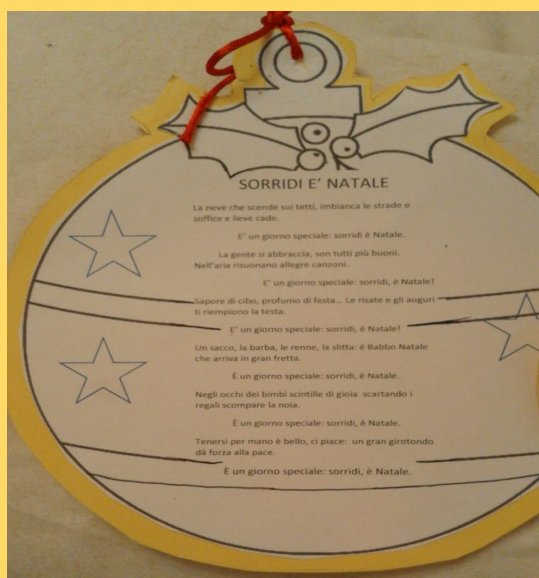 SORRIDI E' NATALE
La neve che scende sui tetti, imbianca le strade e
soffice e lieve cade.
E' un giorno speciale: sorridi è Natale.
La gente si abbraccia, son tutti più buoni.
Nell'aria risuonano allegre canzoni.
E' un giorno speciale: sorridi, è Natale!
Sapore di cibo, profumo di festa... Le risate e gli auguri
ti riempiono la testa.
E' un giorno speciale: sorridi, è Natale!
Un sacco, la barba, le renne, la slitta: è Babbo Natale
che arriva in gran fretta.
È un giorno speciale: sorridi, è Natale.
Negli occhi dei bimbi scintille di gioia scartando i
regali scompare la noia.
È un giorno speciale: sorridi, è Natale.
Tenersi per mano è bello, ci piace: un gran girotondo
dà forza alla pace.
È un giorno speciale: sorridi, è Natale.